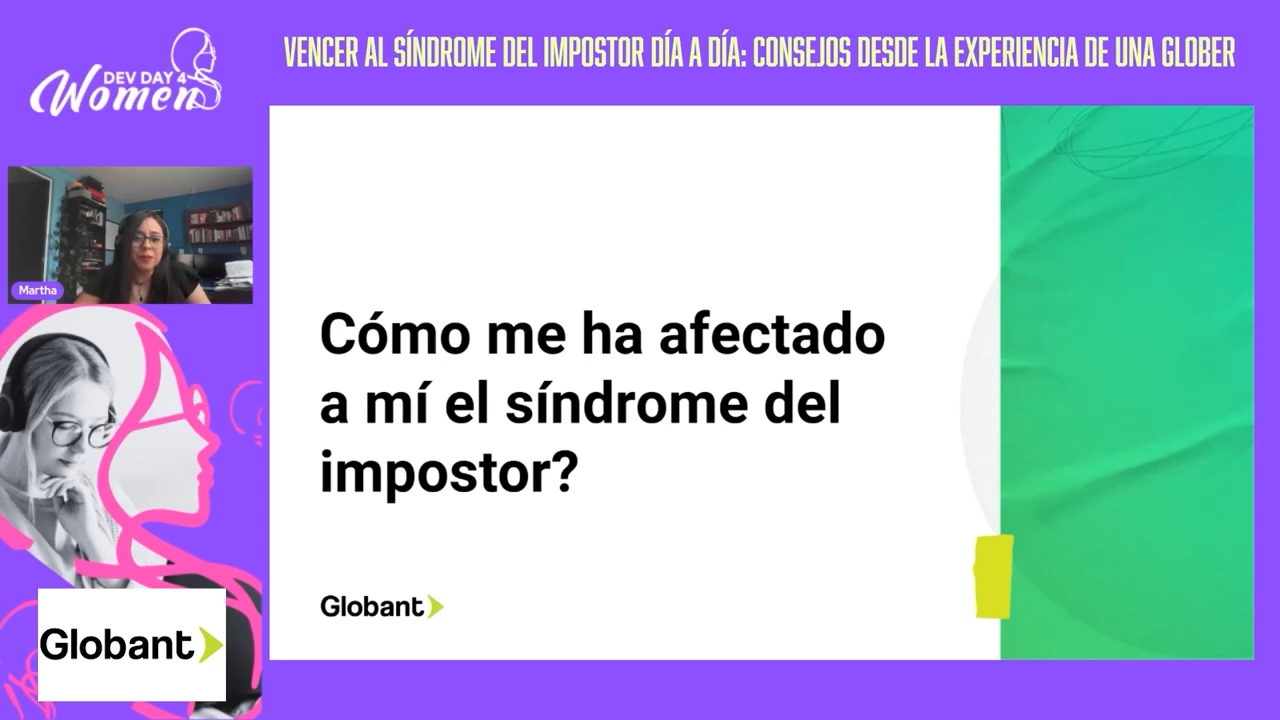 DEV DAY 4
Women
VENCER AL SÍNDROME DEL IMPOSTOR DÍA A DÍA: CONSEJOS DESDE LA EXPERIENCIA DE UNA GLOBER
Martha
Cómo me ha afectado
a mí el síndrome del
impostor?
Globant
Globant